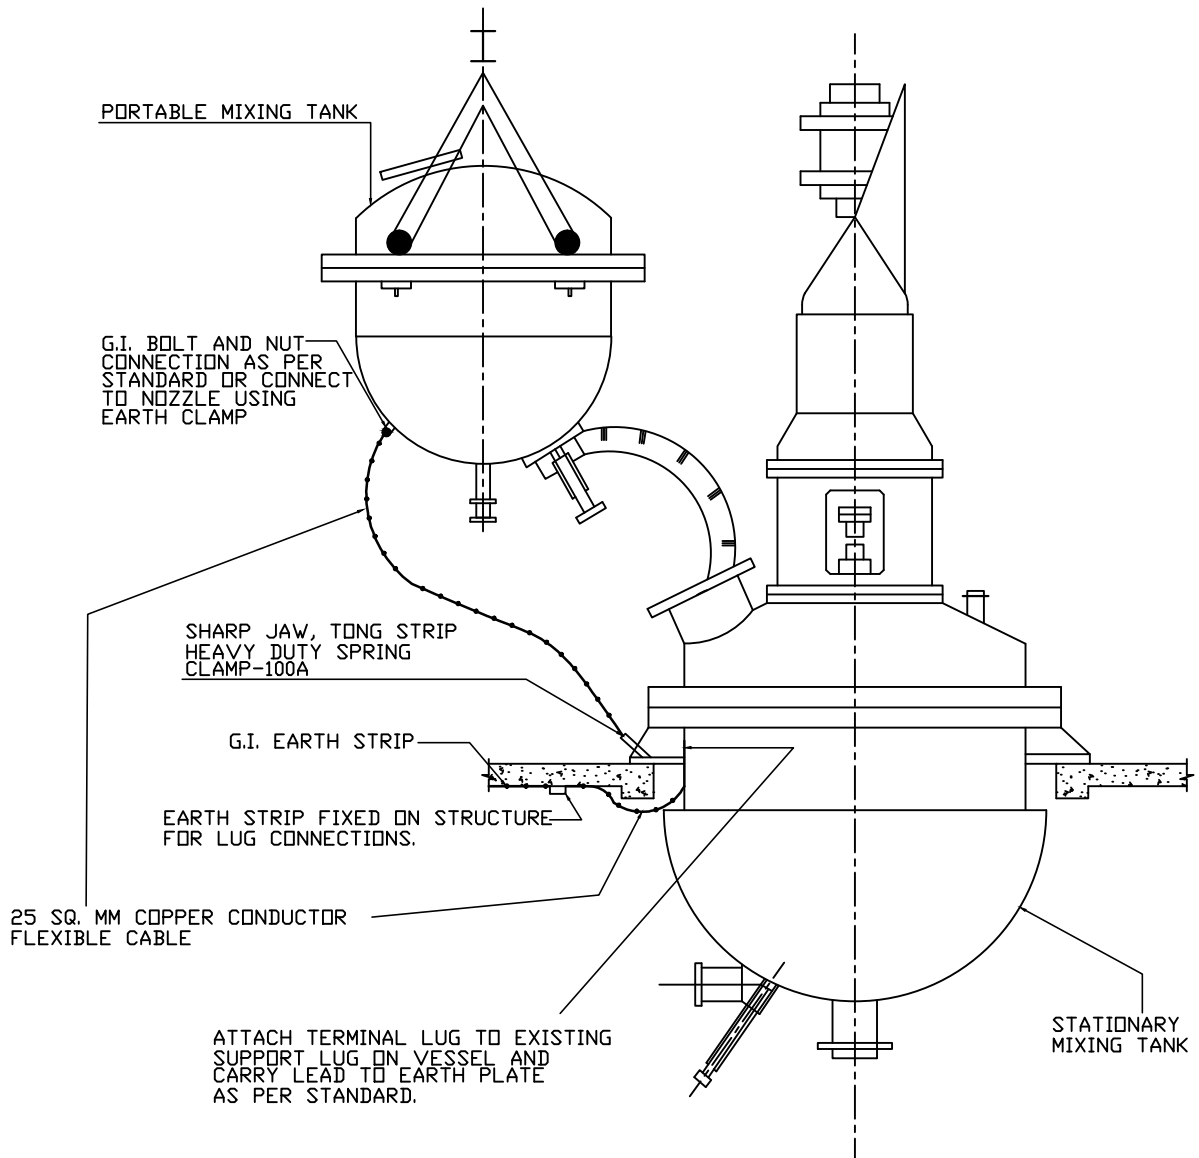 PORTABLE MIXING TANK
G.I. BOLT AND NUT
CONNECTION AS PER
STANDARD OR CONNECT
TO NOZZLE USING
EARTH CLAMP
SHARP JAW, TONG STRIP
HEAVY DUTY SPRING
CLAMP-100A
G.I. EARTH STRIP
EARTH STRIP FIXED ON STRUCTURE
FOR LUG CONNECTIONS.
25 SQ. MM COPPER CONDUCTOR
FLEXIBLE CABLE
ATTACH TERMINAL LUG TO EXISTING
SUPPORT LUG ON VESSEL AND
CARRY LEAD TO EARTH PLATE
AS PER STANDARD.
STATIONARY
MIXING TANK